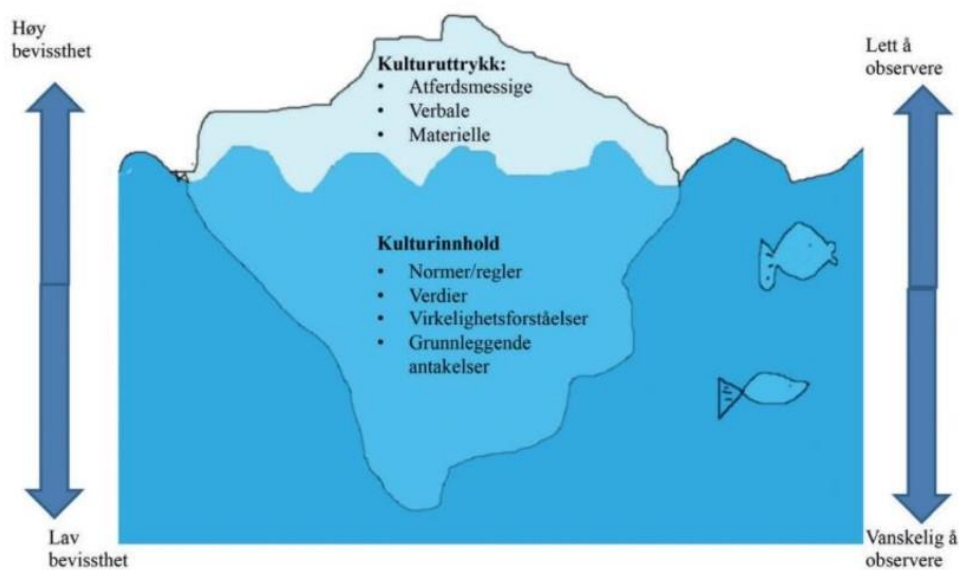 Høy
bevissthet
Lett å
observere
Kulturuttrykk:
• Atferdsmessige
• Verbale
• Materielle
Kulturinnhold
• Normer/regler
• Verdier
• Virkelighetsforståelser
• Grunnleggende
antakelser
Lav
bevissthet
Vanskelig å
observere